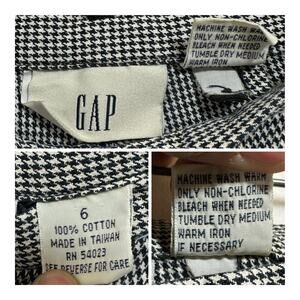 MACHINE WASH WARM
ONLY NON-CHLORINE
BLEACH WHEN NEEDED
TUMBLE DRY MEDIUM
WARM IRON
GAP
6
100% COTTON
MADE IN TAIWAN
RN 54023
SEE REVERSE FOR CARE
MACHINE WASH WARM
ONLY NON-CHLORINE
BLEACH WHEN NEEDED
TUMBLE DRY MEDIUM
WARM IRON
IF NECESSARY